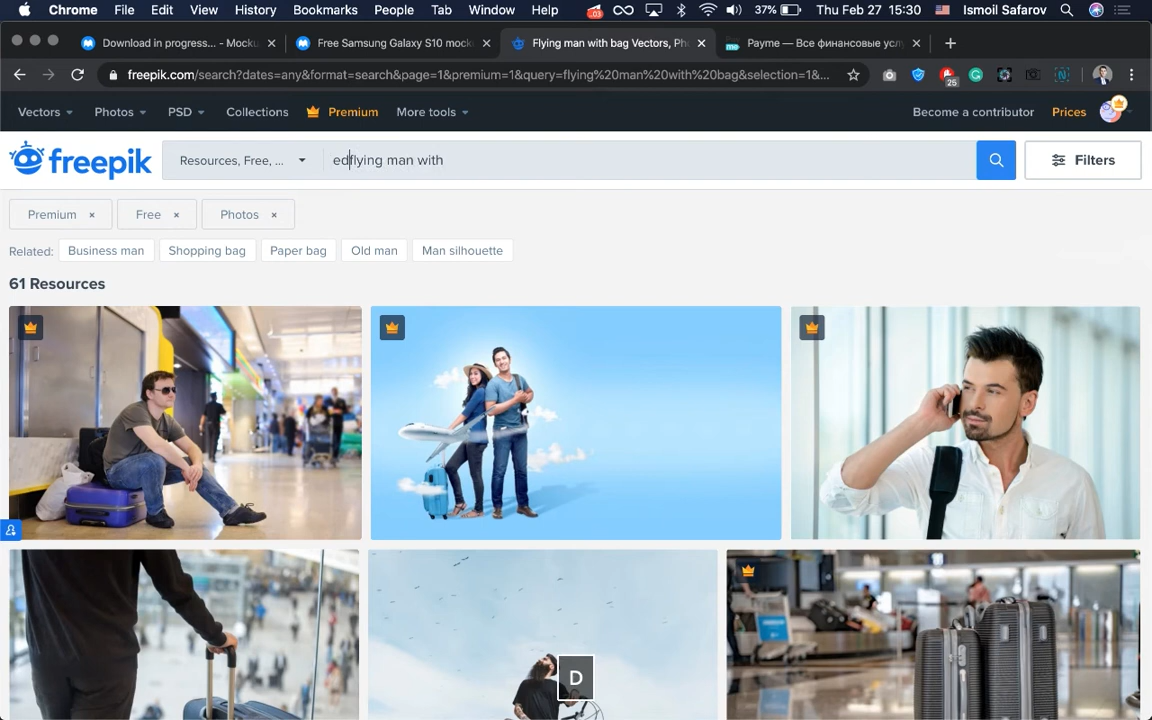 Chrome File Edit View History Bookmarks People Tab Window Help .03 37% Thu Feb 27 15:30 Ismoil Safarov
Download in progress... - Mocku Free Samsung Galaxy S10 mock Flying man with bag Vectors, Ph Payme — Все финансовые усл
freepik.com/search?dates=any&format=search&page=1&premium=1&query=flying%20man%20with%20bag&selection=1&... 25
Vectors Photos PSD Collections Premium More tools Become a contributor Prices
freepik Resources, Free, ... edflying man with Filters
Premium × Free × Photos ×
Related: Business man Shopping bag Paper bag Old man Man silhouette
61 Resources
D